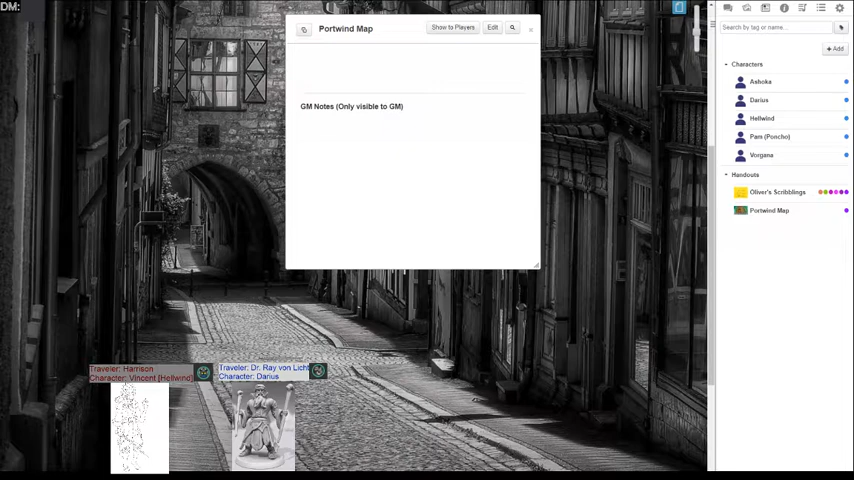 DM:
Portwind Map
Show to Players
Edit
GM Notes (Only visible to GM)
Search by tag or name...
+ Add
Characters
Ashoka
Darius
Hellwind
Pam (Poncho)
Vorgana
Handouts
Oliver's Scribblings
Portwind Map
Traveler: Harrison
Character: Vincent [Hellwind]
Traveler: Dr. Ray von Licht
Character: Darius